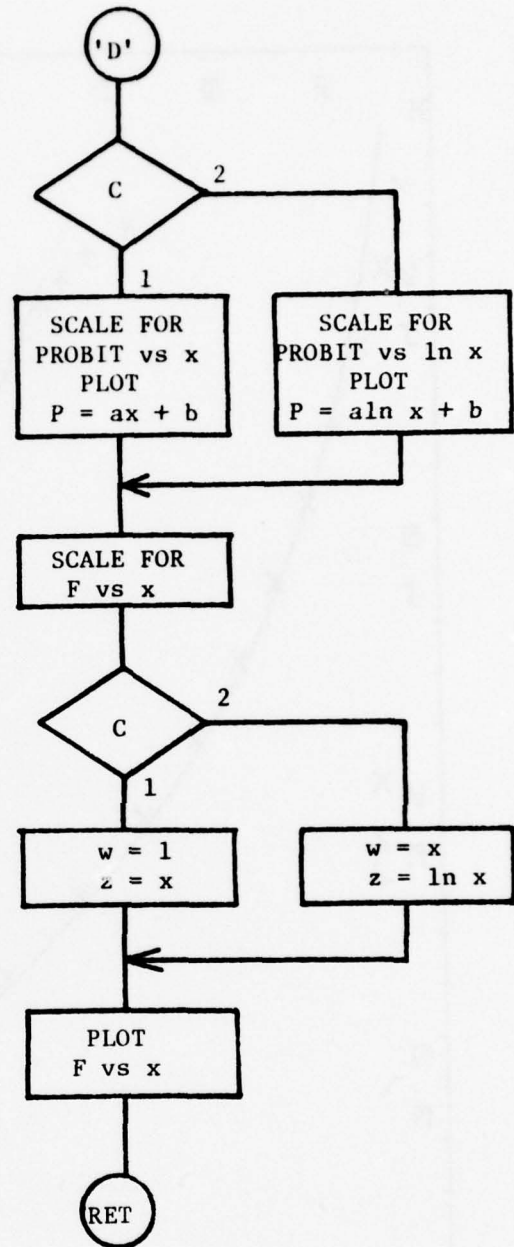 'D'
C
2
1
SCALE FOR
PROBIT vs x
PLOT
P = ax + b
SCALE FOR
PROBIT vs ln x
PLOT
P = aln x + b
SCALE FOR
F vs x
C
2
1
w = 1
z = x
w = x
z = ln x
PLOT
F vs x
RET